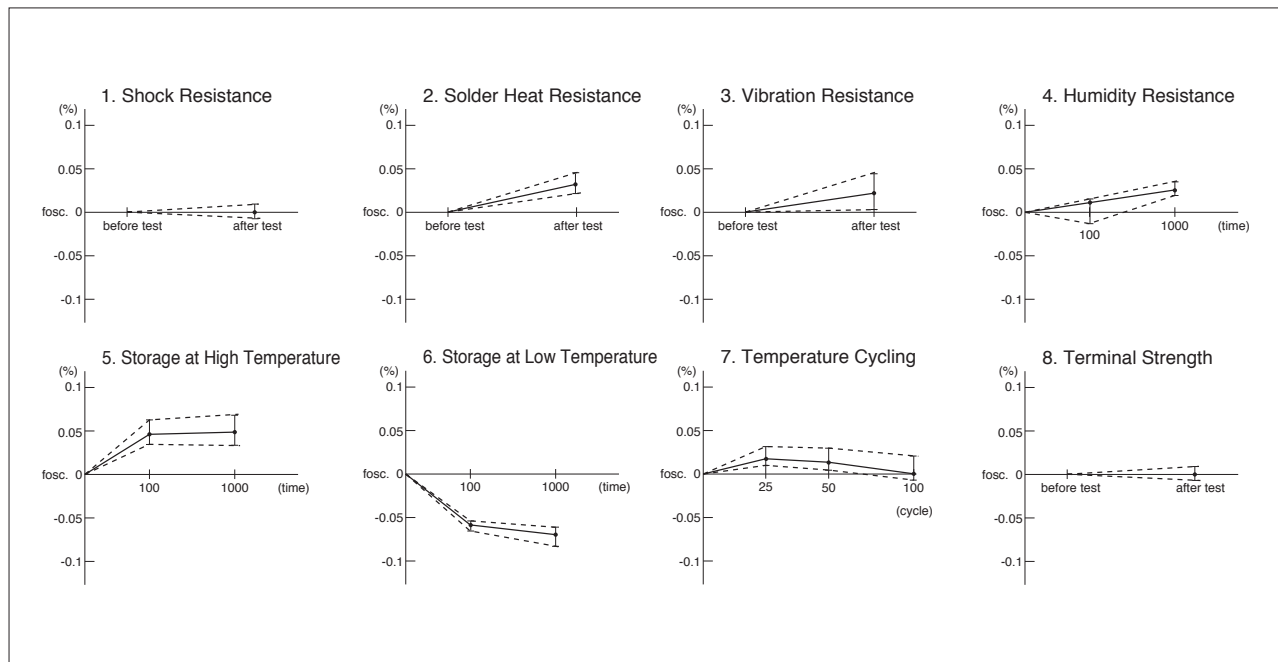 1. Shock Resistance
(%)
0.1
0.05
fosc. 0
before test after test
-0.05
-0.1
2. Solder Heat Resistance
(%)
0.1
0.05
fosc. 0
before test after test
-0.05
-0.1
3. Vibration Resistance
(%)
0.1
0.05
fosc. 0
before test after test
-0.05
-0.1
4. Humidity Resistance
(%)
0.1
0.05
fosc. 0
100 1000 (time)
-0.05
-0.1
5. Storage at High Temperature
(%)
0.1
0.05
fosc. 0
100 1000 (time)
-0.05
-0.1
6. Storage at Low Temperature
(%)
0.1
0.05
fosc. 0
100 1000 (time)
-0.05
-0.1
7. Temperature Cycling
(%)
0.1
0.05
fosc. 0
25 50 100
(cycle)
-0.05
-0.1
8. Terminal Strength
(%)
0.1
0.05
fosc. 0
before test after test
-0.05
-0.1